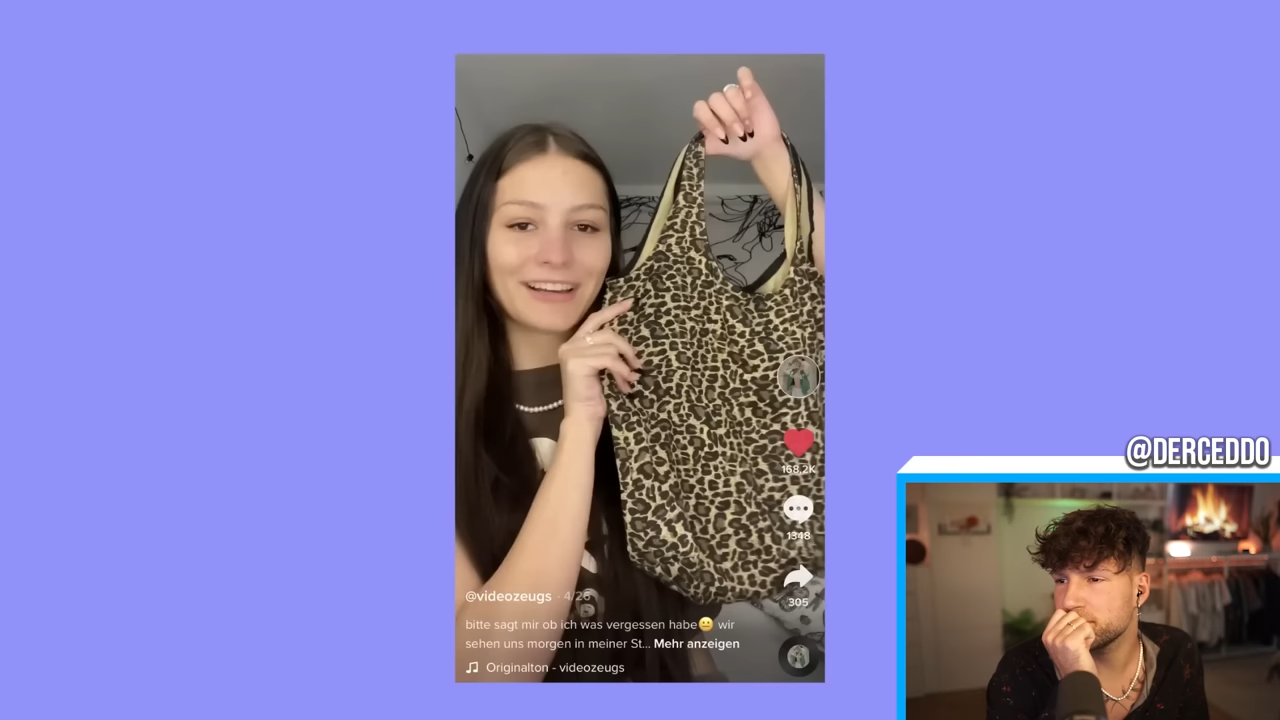 @DERCEDDO
168,2K
1348
305
@videozeugs · 4/26
bitte sagt mir ob ich was vergessen habe😐 wir
sehen uns morgen in meiner St... Mehr anzeigen
Originalton - videozeugs